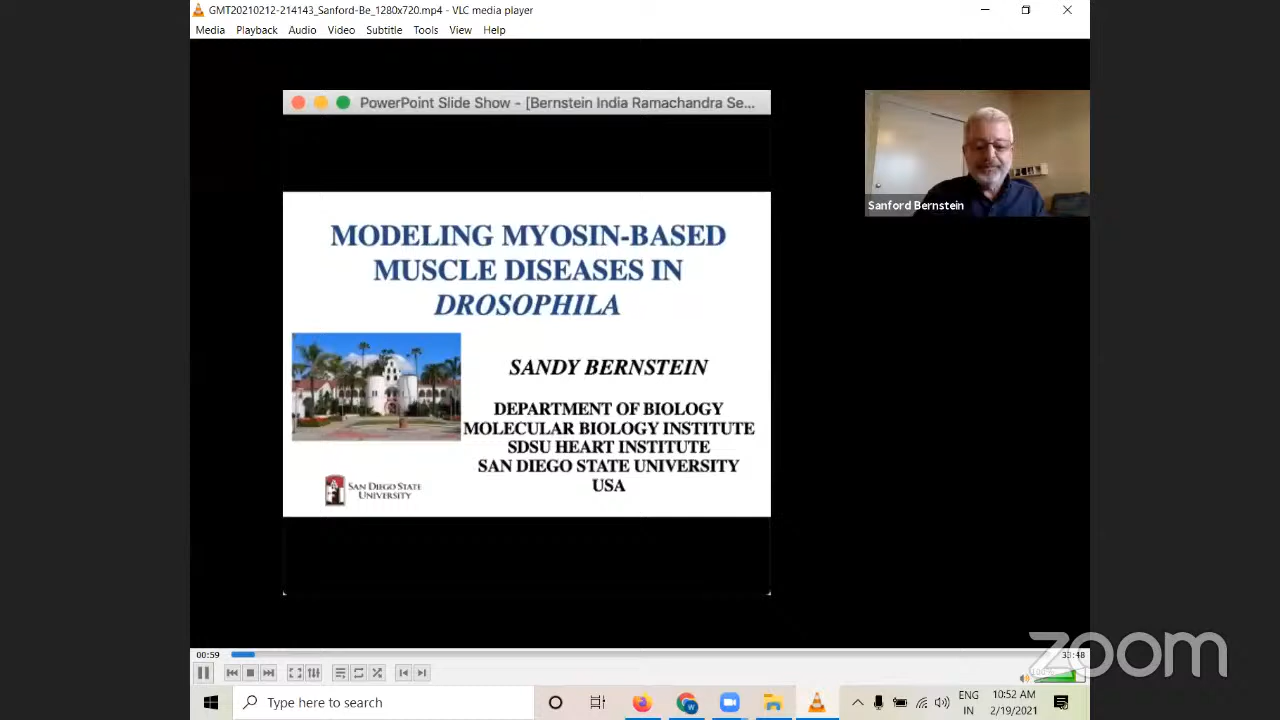 GMT20210212-214143_Sanford-Be_1280x720.mp4 - VLC media player
Media Playback Audio Video Subtitle Tools View Help
PowerPoint Slide Show - [Bernstein India Ramachandra Se...
Sanford Bernstein
MODELING MYOSIN-BASED
MUSCLE DISEASES IN
DROSOPHILA
SANDY BERNSTEIN
DEPARTMENT OF BIOLOGY
MOLECULAR BIOLOGY INSTITUTE
SDSU HEART INSTITUTE
SAN DIEGO STATE UNIVERSITY
USA
SAN DIEGO STATE
UNIVERSITY
00:59
33:48
100%
zoom
Type here to search
ENG
IN
10:52 AM
2/19/2021